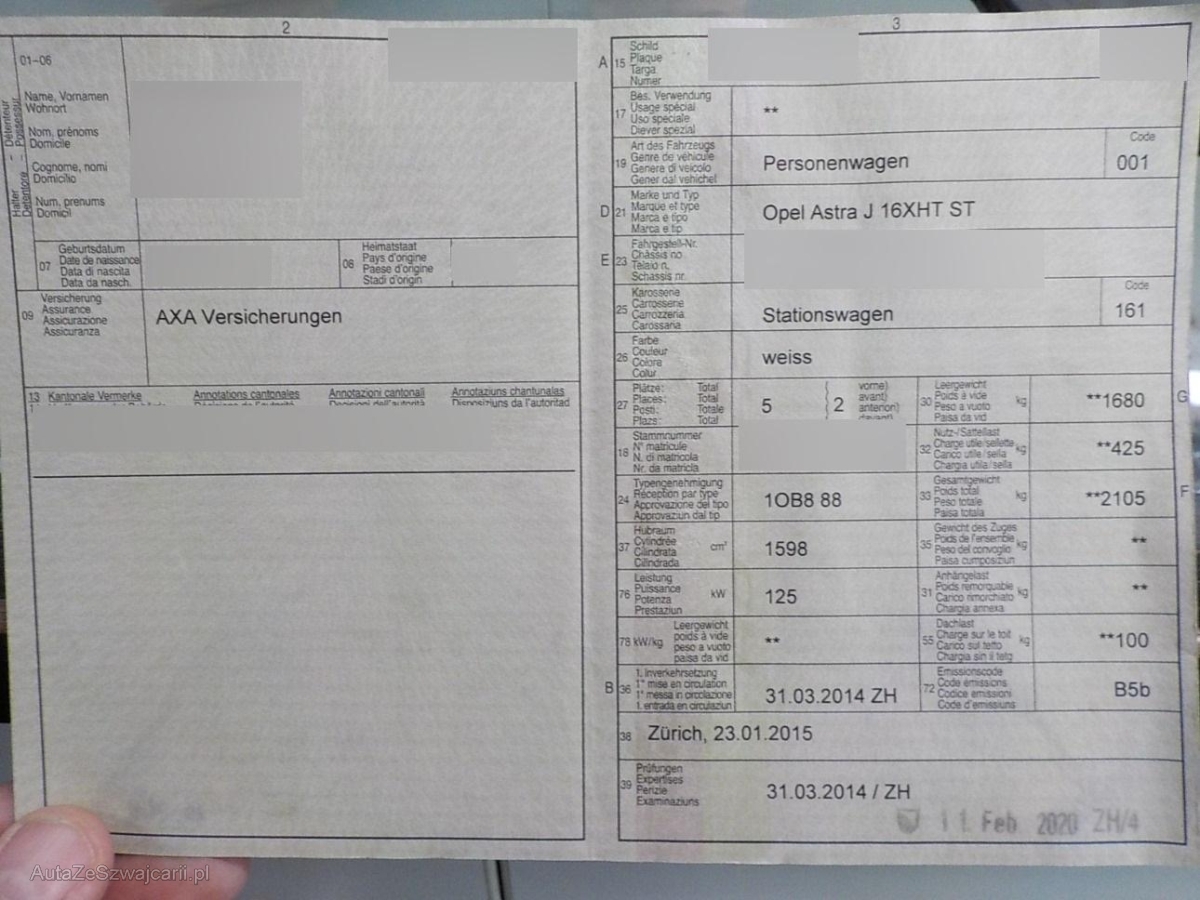 2
01-06
Name, Vornamen
Wohnort
Nom, prénoms
Domicile
Cognome, nomi
Domicilio
Num, prenums
Domicil
Halter – Détenteur
Detentore – Possessur
07
Geburtsdatum
Date de naissance
Data di nascita
Data da nasch.
08
Heimatstaat
Pays d'origine
Paese d'origine
Stadi d'origin
09
Versicherung
Assurance
Assicurazione
Assicuranza
AXA Versicherungen
13 Kantonale Vermerke Annotations cantonales Annotazioni cantonali Annotaziuns chantunalas
3
A 15
Schild
Plaque
Targa
Numer
17
Bes. Verwendung
Usage spécial
Uso speciale
Diever spezial
**
19
Art des Fahrzeugs
Genre de véhicule
Genere di veicolo
Gener dal vehichel
Personenwagen
Code
001
D 21
Marke und Typ
Marque et type
Marca e tipo
Marca e tip
Opel Astra J 16XHT ST
E 23
Fahrgestell-Nr.
Châssis no
Telaio n.
Schassis nr.
25
Karosserie
Carrosserie
Carrozzeria
Carossaria
Stationswagen
Code
161
26
Farbe
Couleur
Colore
Colur
weiss
27
Plätze: Total
Places: Total
Posti: Totale
Plazs: Total
5
2
vorne)
avant)
anteriori)
30
Leergewicht
Poids à vide
Peso a vuoto
Paisa da vid
kg
**1680
G
18
Stammnummer
N° matricule
N. di matricola
Nr. da matricla
32
Nutz-/Sattellast
Charge utile/sellette
Carico utile/sella
Chargia utila/sella
kg
**425
24
Typengenehmigung
Réception par type
Approvazione del tipo
Approvaziun dal tip
1OB8 88
33
Gesamtgewicht
Poids total
Peso totale
Paisa totala
kg
**2105
F
37
Hubraum
Cylindrée
Cilindrata
Cilindrada
cm³
1598
35
Gewicht des Zuges
Poids de l'ensemble
Peso del convoglio
Paisa cumposiziun
kg
**
76
Leistung
Puissance
Potenza
Prestaziun
kW
125
31
Anhängelast
Poids remorquable
Carico rimorchiato
Chargia annexa
kg
**
78 kW/kg
Leergewicht
poids à vide
peso a vuoto
paisa da vid
**
55
Dachlast
Charge sur le toit
Carico sul tetto
Chargia sin il tetg
kg
**100
B 36
1. Inverkehrsetzung
1re mise en circulation
1a messa in circolazione
1. entrada en circulaziun
31.03.2014 ZH
72
Emissionscode
Code émissions
Codice emissioni
Code d'emissiuns
B5b
38 Zürich, 23.01.2015
39
Prüfungen
Expertises
Perizie
Examinaziuns
31.03.2014 / ZH
11. Feb 2020 ZH/4
AutaZeSzwajcarii.pl